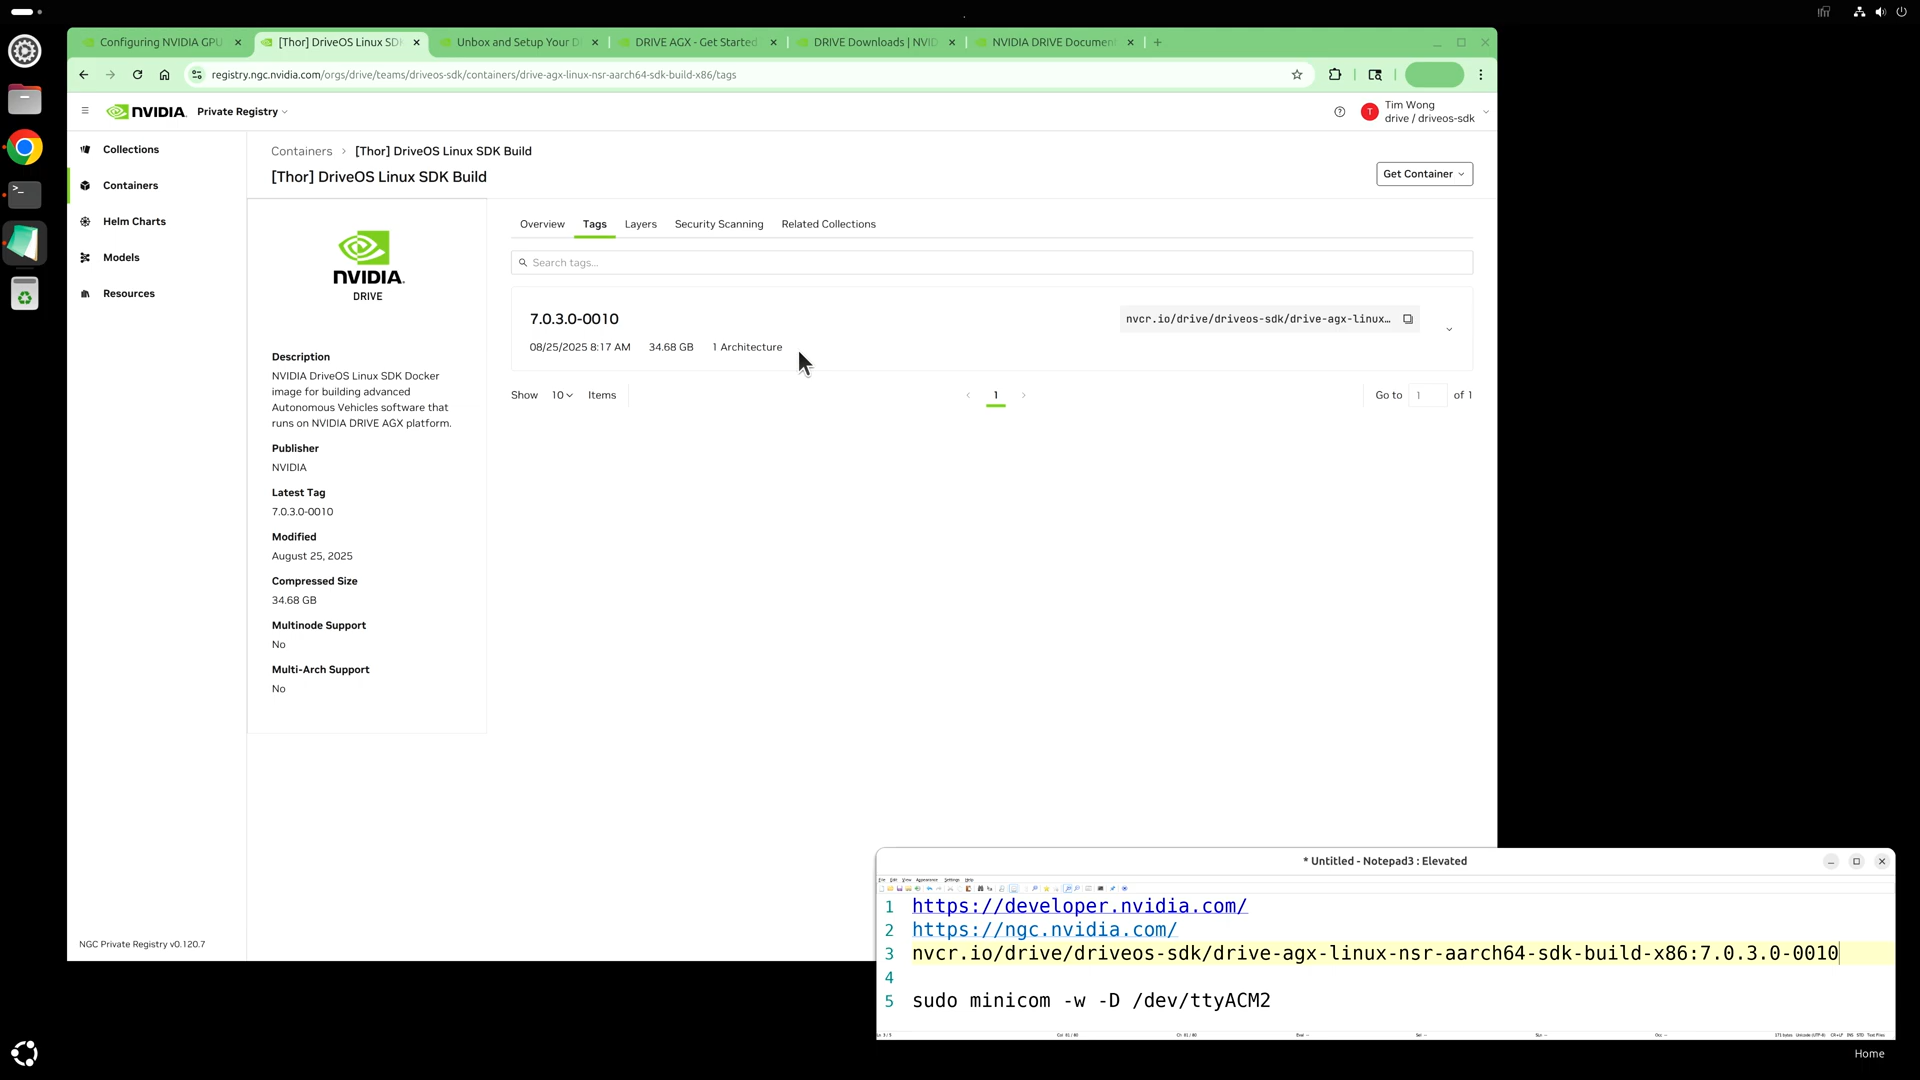 Configuring NVIDIA GPU
[Thor] DriveOS Linux SD
Unbox and Setup Your D
DRIVE AGX - Get Started
DRIVE Downloads | NVID
NVIDIA DRIVE Document
registry.ngc.nvidia.com/orgs/drive/teams/driveos-sdk/containers/drive-agx-linux-nsr-aarch64-sdk-build-x86/tags
NVIDIA.
Private Registry
T
Tim Wong
drive / driveos-sdk
Collections
Containers
Helm Charts
Models
Resources
Containers > [Thor] DriveOS Linux SDK Build
[Thor] DriveOS Linux SDK Build
Get Container
NVIDIA.
DRIVE
Description
NVIDIA DriveOS Linux SDK Docker
image for building advanced
Autonomous Vehicles software that
runs on NVIDIA DRIVE AGX platform.
Publisher
NVIDIA
Latest Tag
7.0.3.0-0010
Modified
August 25, 2025
Compressed Size
34.68 GB
Multinode Support
No
Multi-Arch Support
No
Overview
Tags
Layers
Security Scanning
Related Collections
Search tags...
7.0.3.0-0010
nvcr.io/drive/driveos-sdk/drive-agx-linux…
08/25/2025 8:17 AM
34.68 GB
1 Architecture
Show 10 Items
< 1 >
Go to 1 of 1
NGC Private Registry v0.120.7
* Untitled - Notepad3 : Elevated
File Edit View Appearance Settings Help
1 https://developer.nvidia.com/
2 https://ngc.nvidia.com/
3 nvcr.io/drive/driveos-sdk/drive-agx-linux-nsr-aarch64-sdk-build-x86:7.0.3.0-0010
4
5 sudo minicom -w -D /dev/ttyACM2
Home